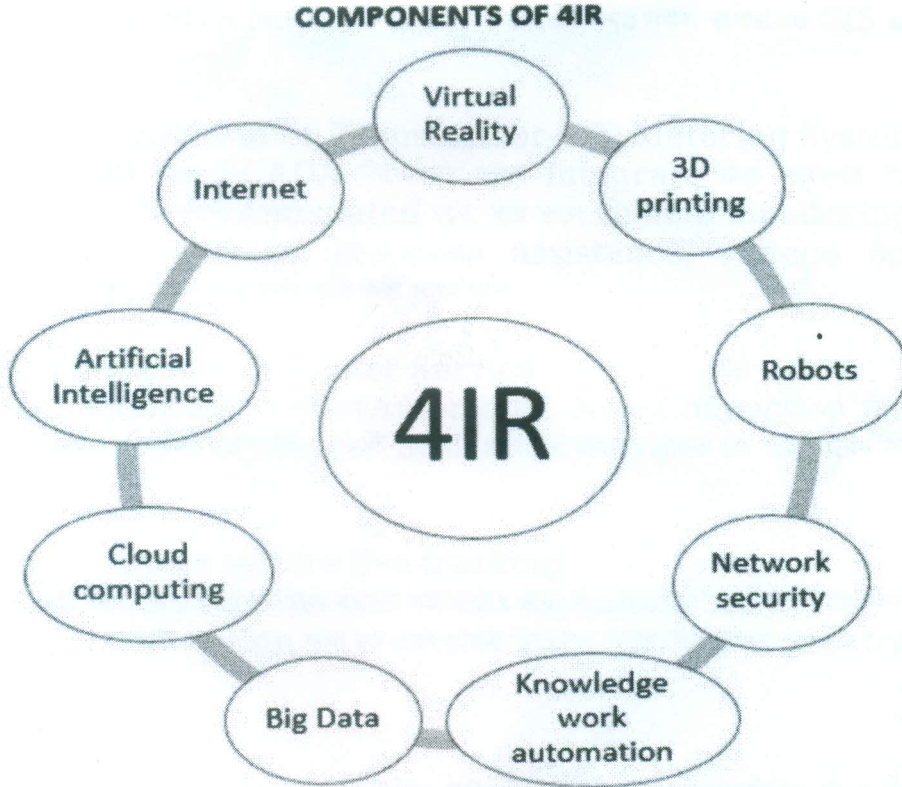 COMPONENTS OF 4IR
Virtual
Reality
3D
printing
Robots
Network
security
Knowledge
work
automation
Big Data
Cloud
computing
Artificial
Intelligence
Internet
4IR